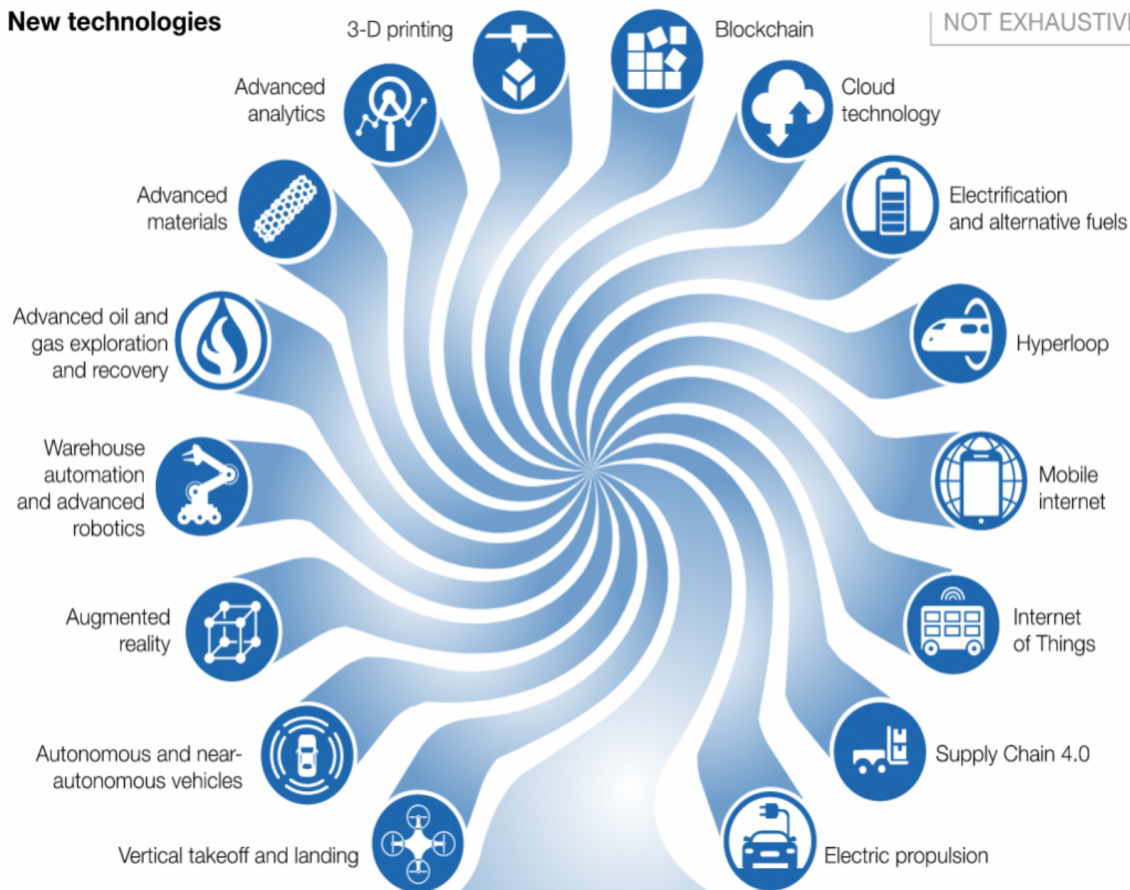 New technologies
NOT EXHAUSTIVE
3-D printing
Blockchain
Advanced
analytics
Cloud
technology
Advanced
materials
Electrification
and alternative fuels
Advanced oil and
gas exploration
and recovery
Hyperloop
Warehouse
automation
and advanced
robotics
Mobile
internet
Augmented
reality
Internet
of Things
Autonomous and near-
autonomous vehicles
Supply Chain 4.0
Vertical takeoff and landing
Electric propulsion